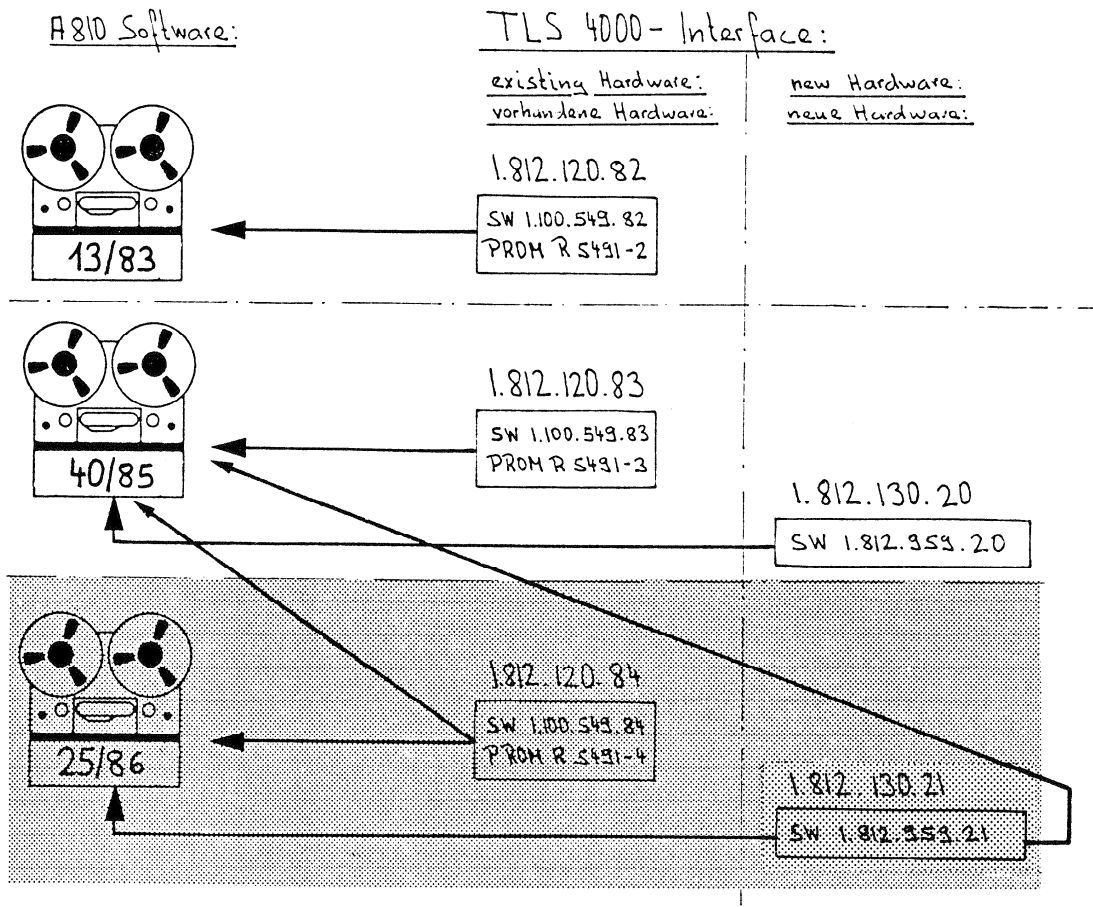 A810 Software:
TLS 4000 - Interface:
existing Hardware:
vorhandene Hardware:
new Hardware:
neue Hardware:
1.812.120.82
SW 1.100.549.82
PROM R 5491-2
13/83
1.812.120.83
SW 1.100.549.83
PROM R 5491-3
40/85
1.812.130.20
SW 1.812.959.20
1.812.120.84
SW 1.100.549.84
PROM R 5491-4
25/86
1.812.130.21
SW 1.812.959.21